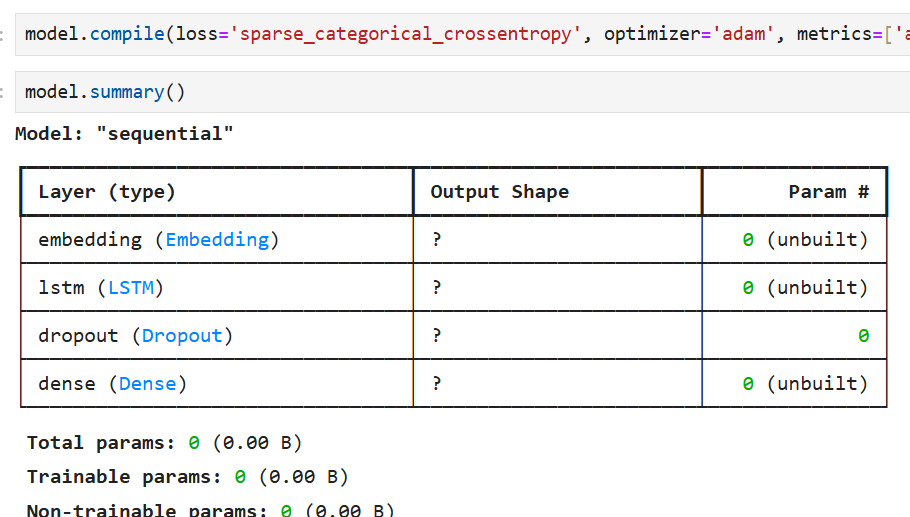 model.compile(loss='sparse_categorical_crossentropy', optimizer='adam', metrics=['a
model.summary()
Model: "sequential"
Layer (type) Output Shape Param #
embedding (Embedding) ? 0 (unbuilt)
lstm (LSTM) ? 0 (unbuilt)
dropout (Dropout) ? 0
dense (Dense) ? 0 (unbuilt)
Total params: 0 (0.00 B)
Trainable params: 0 (0.00 B)
Non-trainable params: 0 (0.00 B)